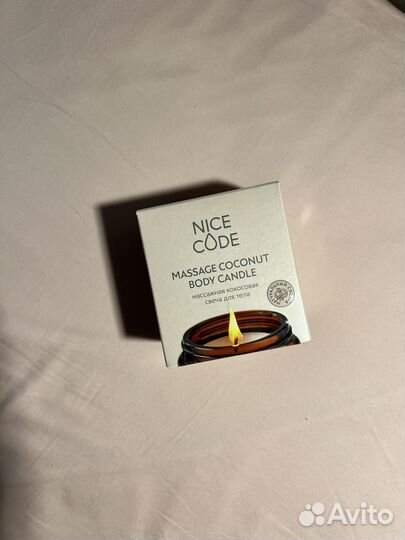 NICE
CODE
MASSAGE COCONUT
BODY CANDLE
массажная кокосовая
свеча для тела
Avito